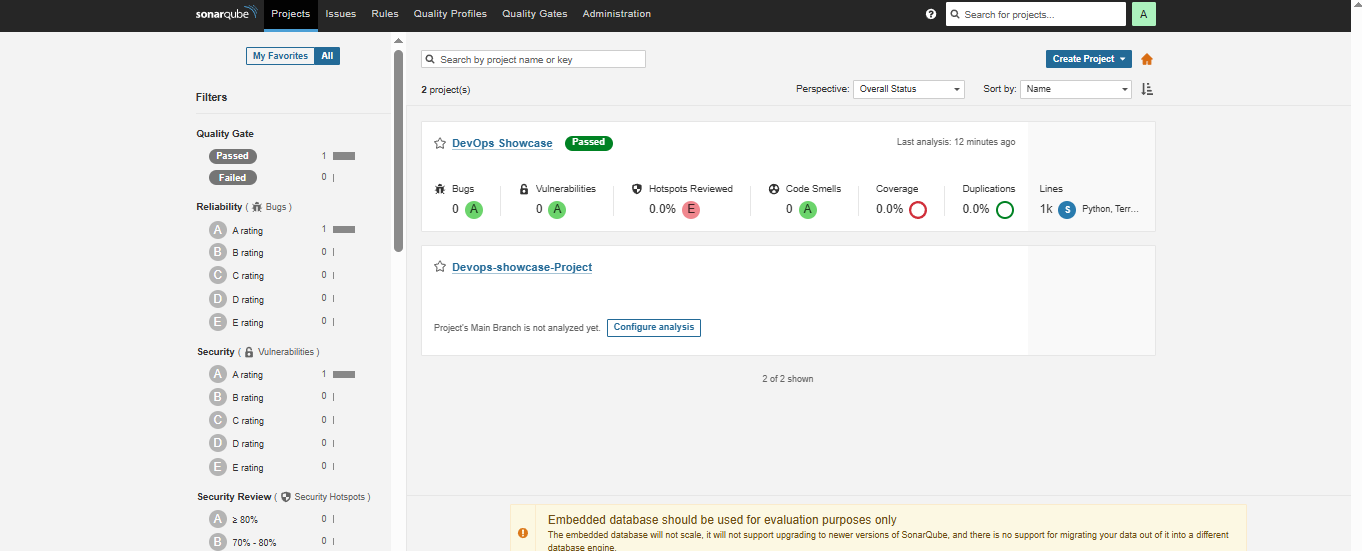 sonarqube Projects Issues Rules Quality Profiles Quality Gates Administration Search for projects... A
My Favorites All
Search by project name or key Create Project
2 project(s) Perspective: Overall Status Sort by: Name
Filters
Quality Gate
Passed 1
Failed 0
Reliability ( Bugs )
A A rating 1
B B rating 0
C C rating 0
D D rating 0
E E rating 0
Security ( Vulnerabilities )
A A rating 1
B B rating 0
C C rating 0
D D rating 0
E E rating 0
Security Review ( Security Hotspots )
A ≥ 80% 0
B 70% - 80% 0
DevOps Showcase Passed Last analysis: 12 minutes ago
Bugs Vulnerabilities Hotspots Reviewed Code Smells Coverage Duplications Lines
0 A 0 A 0.0% E 0 A 0.0% 0.0% 1k S Python, Terr...
Devops-showcase-Project
Project's Main Branch is not analyzed yet. Configure analysis
2 of 2 shown
Embedded database should be used for evaluation purposes only
The embedded database will not scale, it will not support upgrading to newer versions of SonarQube, and there is no support for migrating your data out of it into a different
database engine.